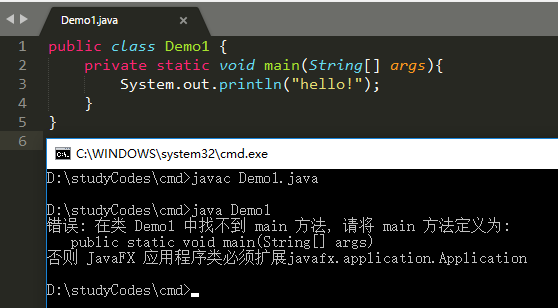 Demo1.java ×
1 public class Demo1 {
2     private static void main(String[] args){
3         System.out.println("hello!");
4     }
5 }
6
C:\WINDOWS\system32\cmd.exe
D:\studyCodes\cmd>javac Demo1.java
D:\studyCodes\cmd>java Demo1
错误: 在类 Demo1 中找不到 main 方法, 请将 main 方法定义为:
   public static void main(String[] args)
否则 JavaFX 应用程序类必须扩展javafx.application.Application
D:\studyCodes\cmd>